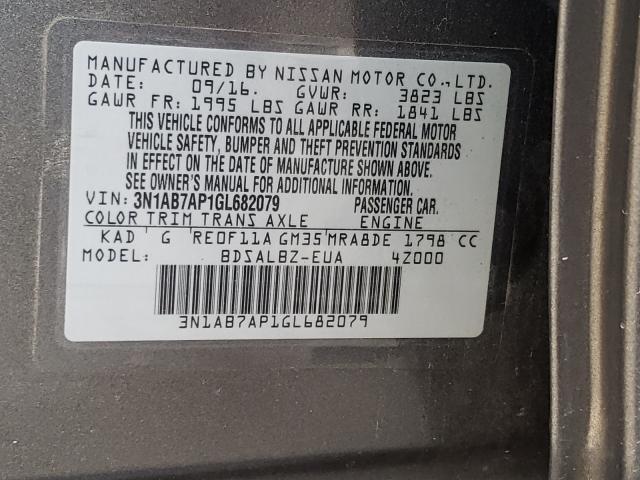 MANUFACTURED BY NISSAN MOTOR CO., LTD.
DATE: 09/16. GVWR: 3823 LBS
GAWR FR: 1995 LBS GAWR RR: 1841 LBS
THIS VEHICLE CONFORMS TO ALL APPLICABLE FEDERAL MOTOR
VEHICLE SAFETY, BUMPER AND THEFT PREVENTION STANDARDS
IN EFFECT ON THE DATE OF MANUFACTURE SHOWN ABOVE.
SEE OWNER'S MANUAL FOR ADDITIONAL INFORMATION.
VIN: 3N1AB7AP1GL682079 PASSENGER CAR.
COLOR TRIM TRANS AXLE ENGINE
KAD G RE0F11A GM35 MRA8DE 1798 CC
MODEL: BDSALBZ-EUA 4Z000
3N1AB7AP1GL682079